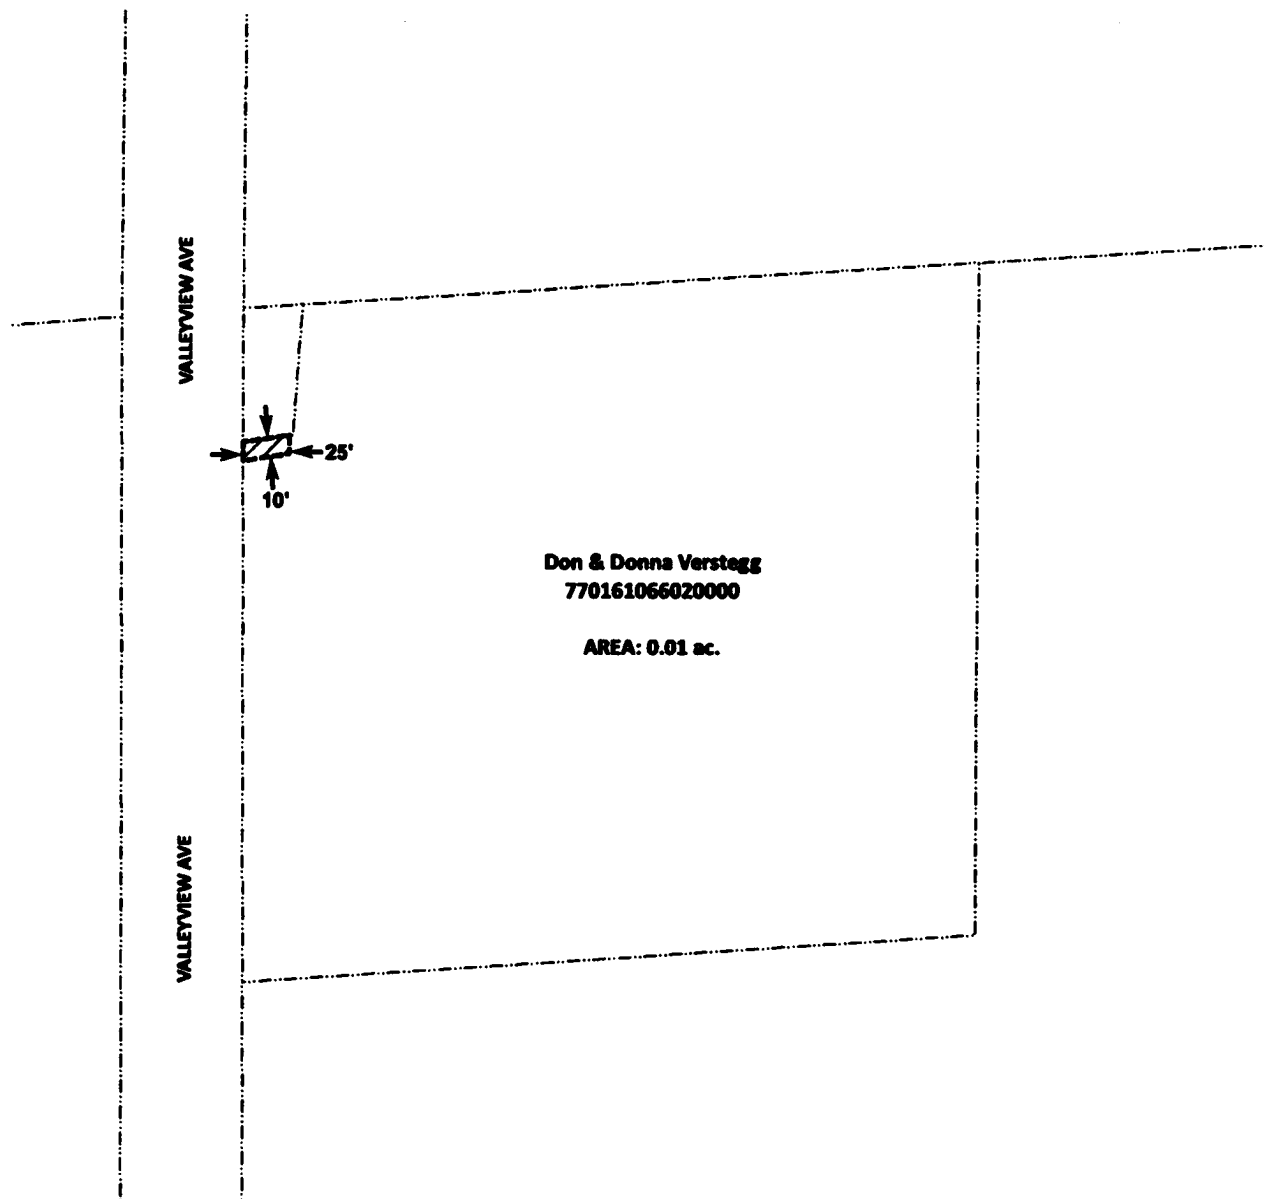 VALLEYVIEW AVE
25'
10'
Don & Donna Verstegg
770161066020000
AREA: 0.01 ac.
VALLEYVIEW AVE